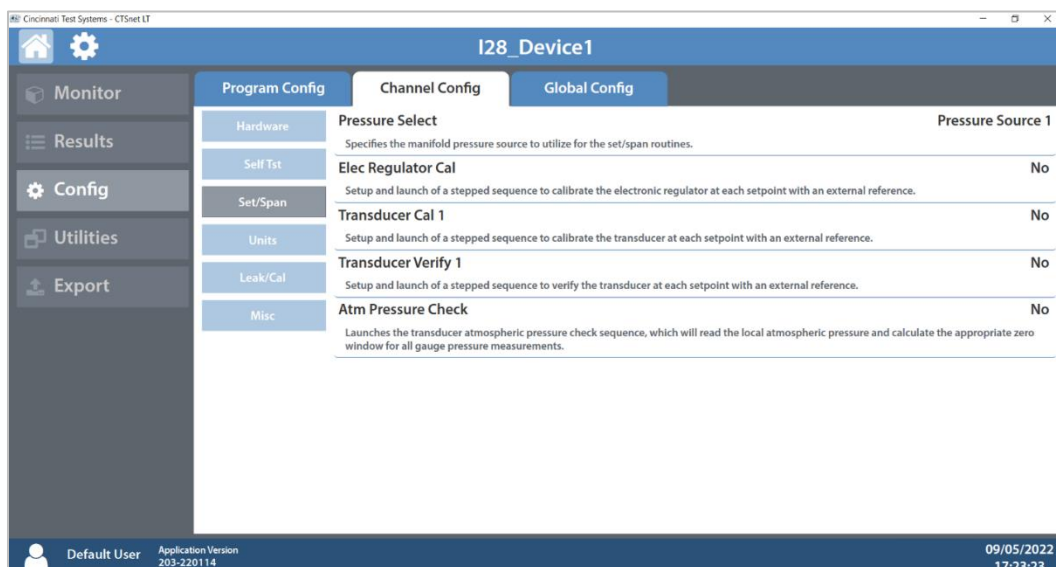 Cincinnati Test Systems - CTSnet LT
I28_Device1
Monitor
Results
Config
Utilities
Export
Program Config
Channel Config
Global Config
Hardware
Self Tst
Set/Span
Units
Leak/Cal
Misc
Pressure Select Pressure Source 1
Specifies the manifold pressure source to utilize for the set/span routines.
Elec Regulator Cal No
Setup and launch of a stepped sequence to calibrate the electronic regulator at each setpoint with an external reference.
Transducer Cal 1 No
Setup and launch of a stepped sequence to calibrate the transducer at each setpoint with an external reference.
Transducer Verify 1 No
Setup and launch of a stepped sequence to verify the transducer at each setpoint with an external reference.
Atm Pressure Check No
Launches the transducer atmospheric pressure check sequence, which will read the local atmospheric pressure and calculate the appropriate zero
window for all gauge pressure measurements.
Default User
Application Version
203-220114
09/05/2022
17:23:23